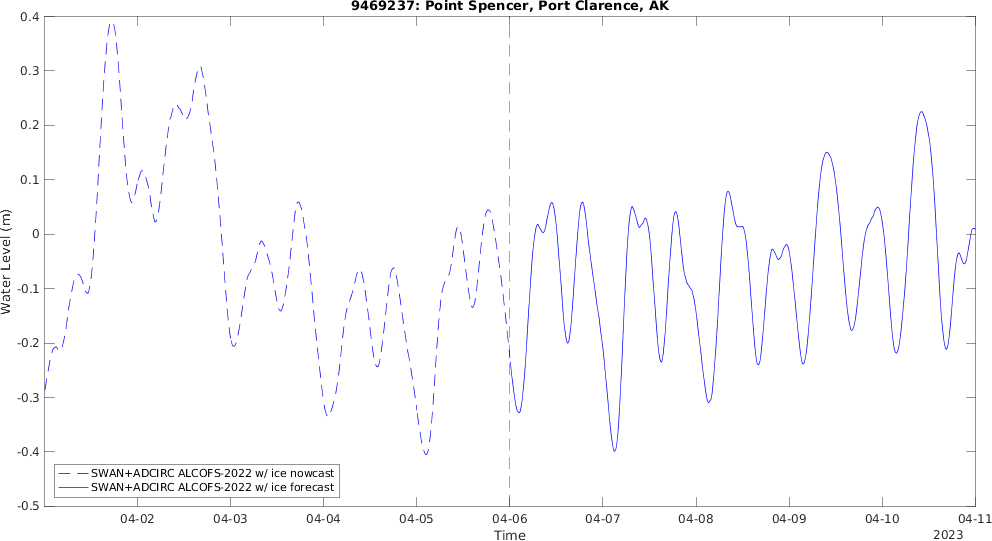 9469237: Point Spencer, Port Clarence, AK
0.4
0.3
0.2
0.1
0
-0.1
-0.2
-0.3
-0.4
-0.5
Water Level (m)
SWAN+ADCIRC ALCOFS-2022 w/ ice nowcast
SWAN+ADCIRC ALCOFS-2022 w/ ice forecast
04-02 04-03 04-04 04-05 04-06 04-07 04-08 04-09 04-10 04-11
Time
2023